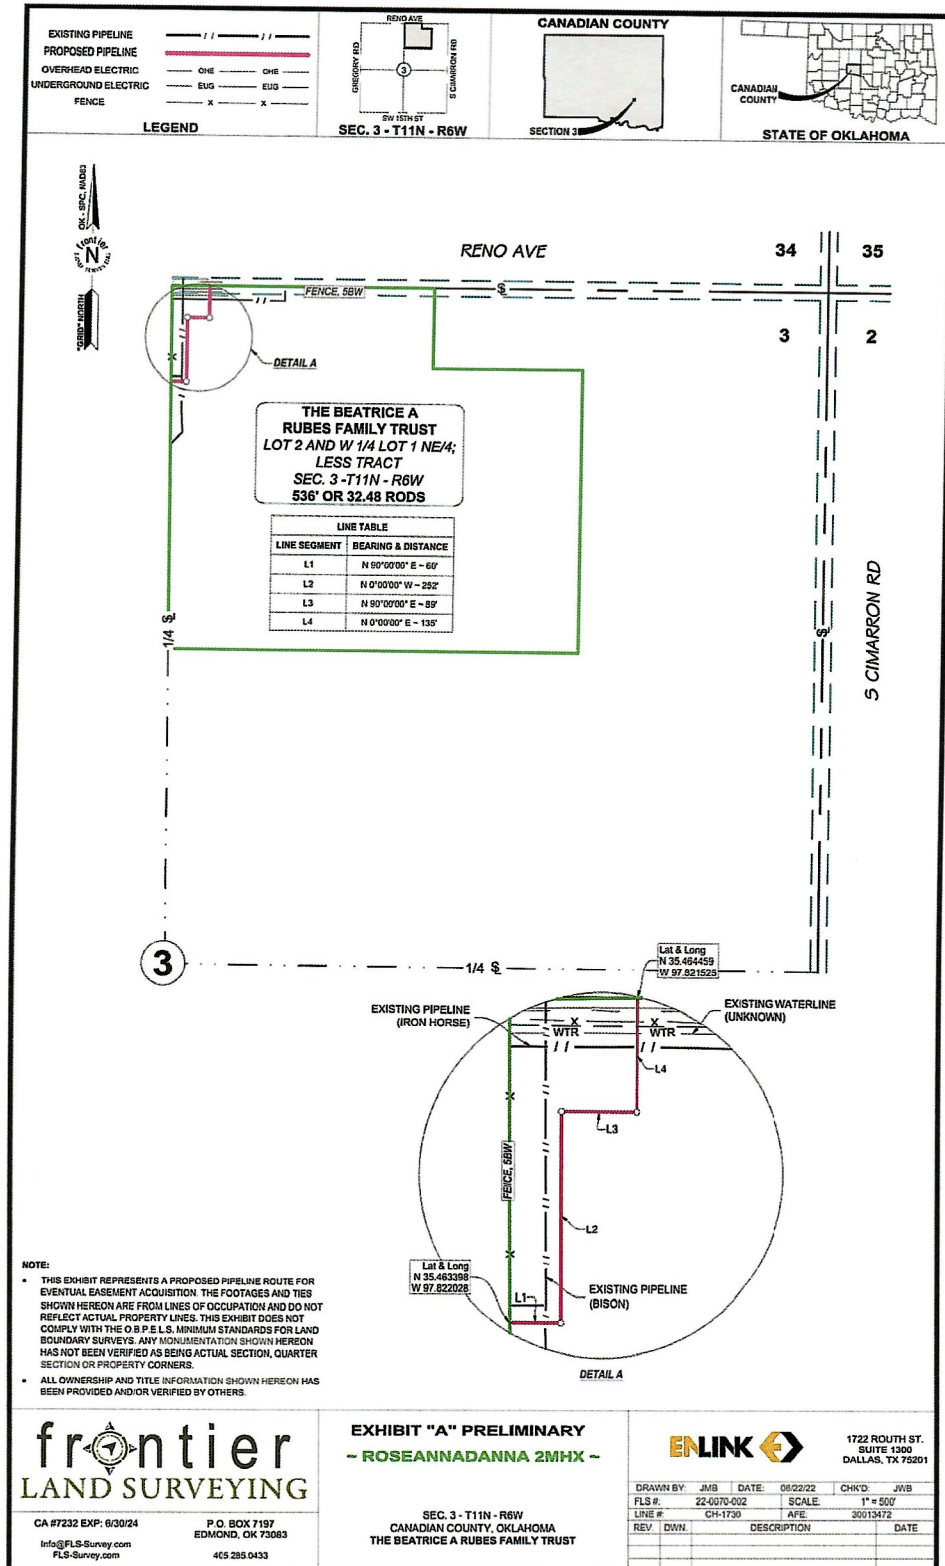 EXISTING PIPELINE
PROPOSED PIPELINE
OVERHEAD ELECTRIC
OHE OHE
UNDERGROUND ELECTRIC
EUG EUG
FENCE
X X
LEGEND
RENO AVE
GREGORY RD
S CIMARRON RD
3
SW 15TH ST
SEC. 3 - T11N - R6W
CANADIAN COUNTY
SECTION 3
CANADIAN
COUNTY
STATE OF OKLAHOMA
OK - SPC, NAD83
frontier
N
"GRID" NORTH
RENO AVE
34 35
3 2
FENCE, 5BW
X
DETAIL A
THE BEATRICE A
RUBES FAMILY TRUST
LOT 2 AND W 1/4 LOT 1 NE/4;
LESS TRACT
SEC. 3 -T11N - R6W
536' OR 32.48 RODS
LINE TABLE
LINE SEGMENT BEARING & DISTANCE
L1 N 90°00'00" E ~ 60'
L2 N 0°00'00" W ~ 252'
L3 N 90°00'00" E ~ 89'
L4 N 0°00'00" E ~ 135'
1/4
S CIMARRON RD
3
1/4
Lat & Long
N 35.464459
W 97.821525
EXISTING PIPELINE
(IRON HORSE)
EXISTING WATERLINE
(UNKNOWN)
X X
WTR WTR
L4
L3
X
FENCE, 5BW
L2
X
Lat & Long
N 35.463398
W 97.822028
L1
EXISTING PIPELINE
(BISON)
DETAIL A
NOTE:
• THIS EXHIBIT REPRESENTS A PROPOSED PIPELINE ROUTE FOR
EVENTUAL EASEMENT ACQUISITION. THE FOOTAGES AND TIES
SHOWN HEREON ARE FROM LINES OF OCCUPATION AND DO NOT
REFLECT ACTUAL PROPERTY LINES. THIS EXHIBIT DOES NOT
COMPLY WITH THE O.B.P.E.L.S. MINIMUM STANDARDS FOR LAND
BOUNDARY SURVEYS. ANY MONUMENTATION SHOWN HEREON
HAS NOT BEEN VERIFIED AS BEING ACTUAL SECTION, QUARTER
SECTION OR PROPERTY CORNERS.
• ALL OWNERSHIP AND TITLE INFORMATION SHOWN HEREON HAS
BEEN PROVIDED AND/OR VERIFIED BY OTHERS.
frontier
LAND SURVEYING
CA #7232 EXP: 6/30/24
Info@FLS-Survey.com
FLS-Survey.com
P.O. BOX 7197
EDMOND, OK 73083
405.285.0433
EXHIBIT "A" PRELIMINARY
~ ROSEANNADANNA 2MHX ~
SEC. 3 - T11N - R6W
CANADIAN COUNTY, OKLAHOMA
THE BEATRICE A RUBES FAMILY TRUST
ENLINK
1722 ROUTH ST.
SUITE 1300
DALLAS, TX 75201
DRAWN BY: JMB DATE: 08/22/22 CHK'D: JWB
FLS #: 22-0070-002 SCALE: 1" = 500'
LINE #: CH-1730 AFE: 30013472
REV. DWN. DESCRIPTION DATE